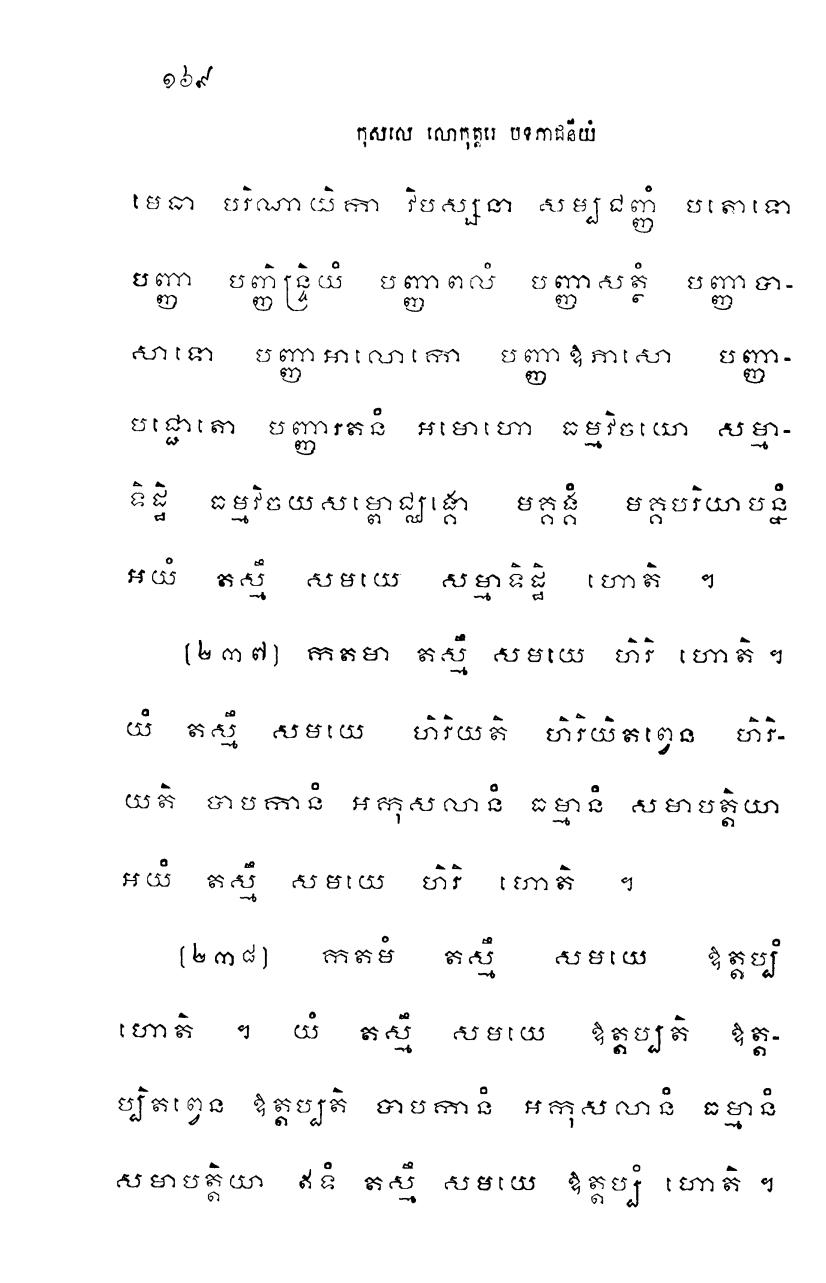 ១៦៩
កុសលេ លោកុត្តរេ បទភាជនីយំ
មេធា បរិណាយិកា វិបស្សនា សម្បជញ្ញំ បតោទោ
បញ្ញា បញ្ញិន្ទ្រិយំ បញ្ញាពលំ បញ្ញាសត្ថំ បញ្ញាបា-
សាទោ បញ្ញាអាលោកោ បញ្ញាឱភាសោ បញ្ញា-
បជ្ជោតោ បញ្ញារតនំ អមោហោ ធម្មវិចយោ សម្មា-
ទិដ្ឋិ ធម្មវិចយសម្ពោជ្ឈង្គោ មគ្គង្គំ មគ្គបរិយាបន្នំ
អយំ តស្មឹ សមយេ សម្មាទិដ្ឋិ ហោតិ ។
(២៣៧) កតមា តស្មឹ សមយេ ហិរិ ហោតិ ។
យំ តស្មឹ សមយេ ហិរិយតិ ហិរិយិតព្វេន ហិរិ-
យតិ បាបកានំ អកុសលានំ ធម្មានំ សមាបត្តិយា
អយំ តស្មឹ សមយេ ហិរិ ហោតិ ។
(២៣៨) កតមំ តស្មឹ សមយេ ឱត្តប្បំ
ហោតិ ។ យំ តស្មឹ សមយេ ឱត្តប្បតិ ឱត្ត-
ប្បិតព្វេន ឱត្តប្បតិ បាបកានំ អកុសលានំ ធម្មានំ
សមាបត្តិយា ឥទំ តស្មឹ សមយេ ឱត្តប្បំ ហោតិ ។